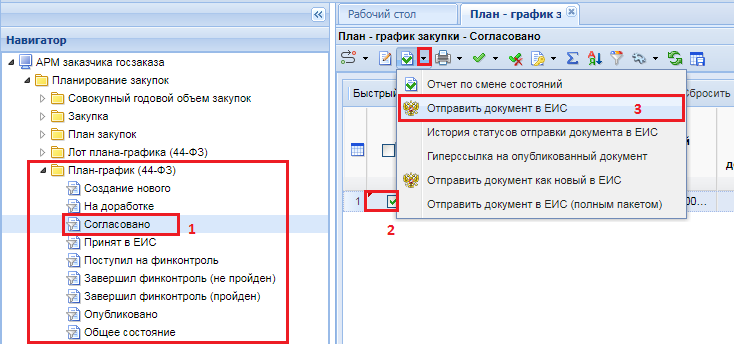 Рабочий стол
План - график з
Навигатор
План - график закупки - Согласовано
АРМ заказчика госзаказа
Планирование закупок
Совокупный годовой объем закупок
Закупка
План закупок
Лот плана-графика (44-ФЗ)
План-график (44-ФЗ)
Создание нового
На доработке
Согласовано
1
Принят в ЕИС
Поступил на финконтроль
Завершил финконтроль (не пройден)
Завершил финконтроль (пройден)
Опубликовано
Общее состояние
Быстрый
Сбросить
Отчет по смене состояний
Отправить документ в ЕИС
3
История статусов отправки документа в ЕИС
Гиперссылка на опубликованный документ
Отправить документ как новый в ЕИС
Отправить документ в ЕИС (полным пакетом)
й
до
1
00...
2